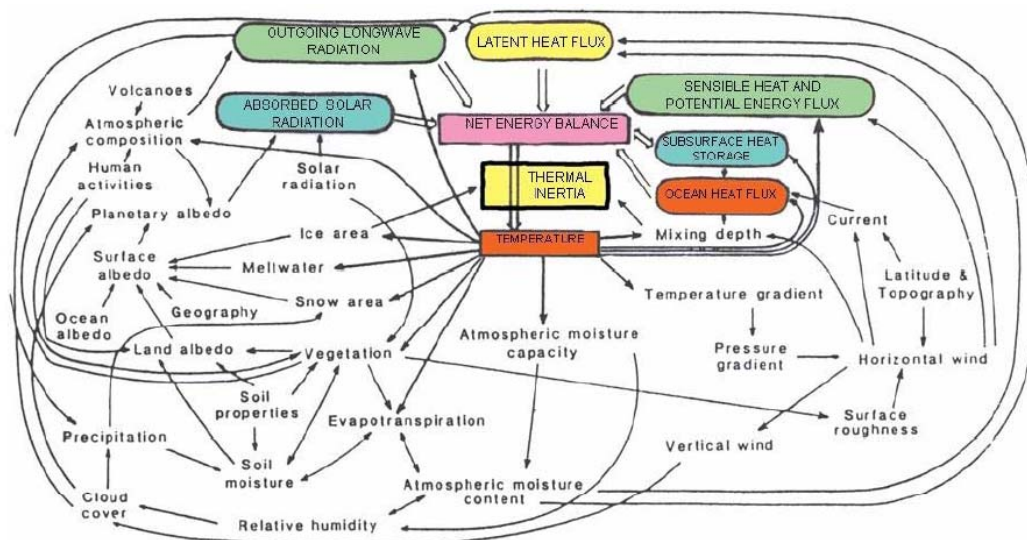 OUTGOING LONGWAVE
RADIATION
LATENT HEAT FLUX
SENSIBLE HEAT AND
POTENTIAL ENERGY FLUX
Volcanoes
ABSORBED SOLAR
RADIATION
NET ENERGY BALANCE
Atmospheric
composition
SUBSURFACE HEAT
STORAGE
Human
activities
Solar
radiation
THERMAL
INERTIA
OCEAN HEAT FLUX
Planetary albedo
Current
Ice area
TEMPERATURE
Mixing depth
Surface
albedo
Meltwater
Latitude &
Topography
Snow area
Temperature gradient
Ocean
albedo
Geography
Atmospheric moisture
capacity
Land albedo
Vegetation
Pressure
gradient
Horizontal wind
Soil
properties
Evapotranspiration
Surface
roughness
Precipitation
Vertical wind
Soil
moisture
Atmospheric moisture
content
Cloud
cover
Relative humidity